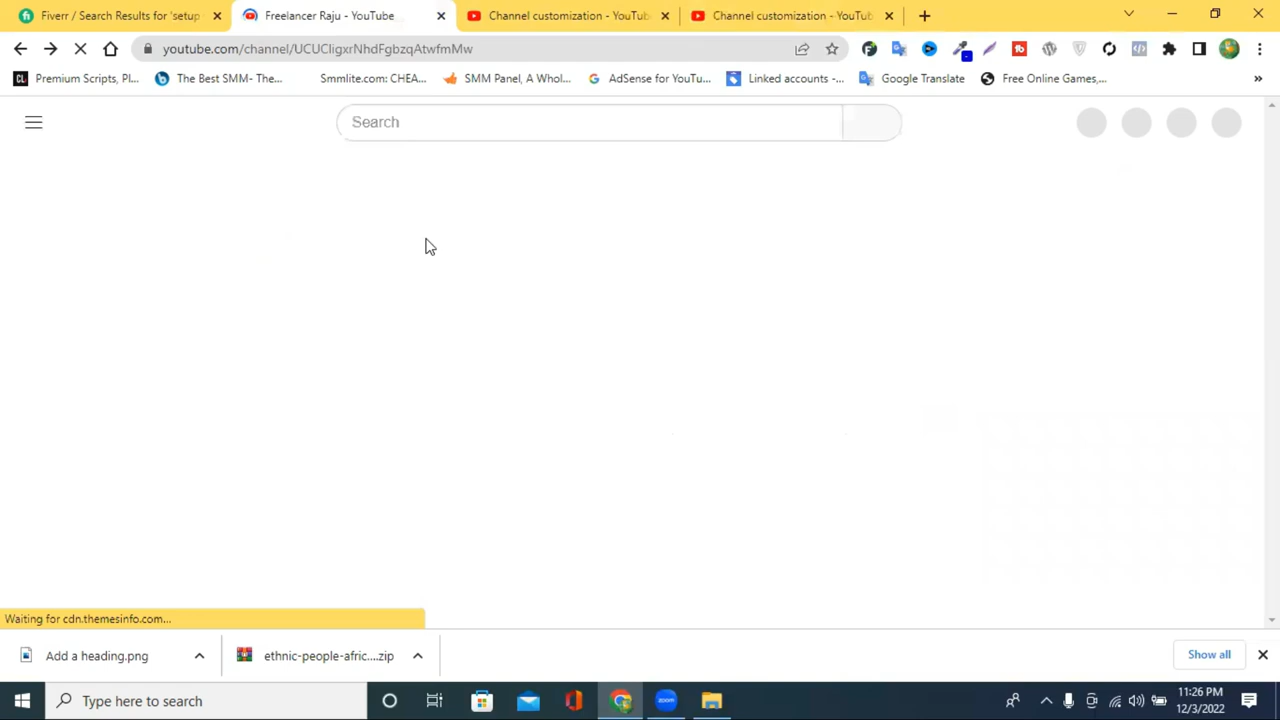 Fiverr / Search Results for 'setup
Freelancer Raju - YouTube
Channel customization - YouTub
Channel customization - YouTub
youtube.com/channel/UCUCIigxrNhdFgbzqAtwfmMw
CL Premium Scripts, Pl...
The Best SMM- The...
Smmlite.com: CHEA...
SMM Panel, A Whol...
AdSense for YouTu...
Linked accounts -...
Google Translate
Free Online Games,...
Search
Waiting for cdn.themesinfo.com...
Add a heading.png
ethnic-people-afric....zip
Show all
Type here to search
zoom
11:26 PM
12/3/2022